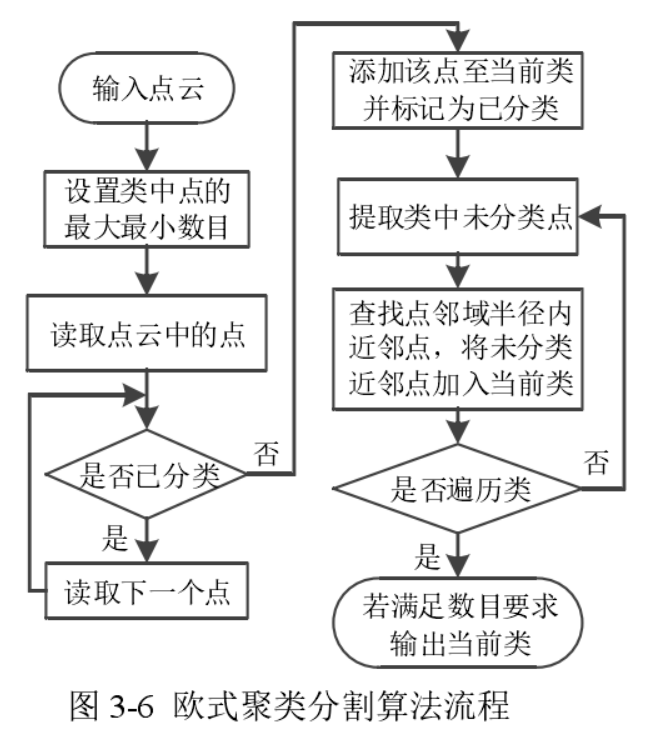 输入点云
设置类中点的
最大最小数目
读取点云中的点
是否已分类
否
是
读取下一个点
添加该点至当前类
并标记为已分类
提取类中未分类点
查找点邻域半径内
近邻点，将未分类
近邻点加入当前类
是否遍历类
否
是
若满足数目要求
输出当前类
图 3-6 欧式聚类分割算法流程